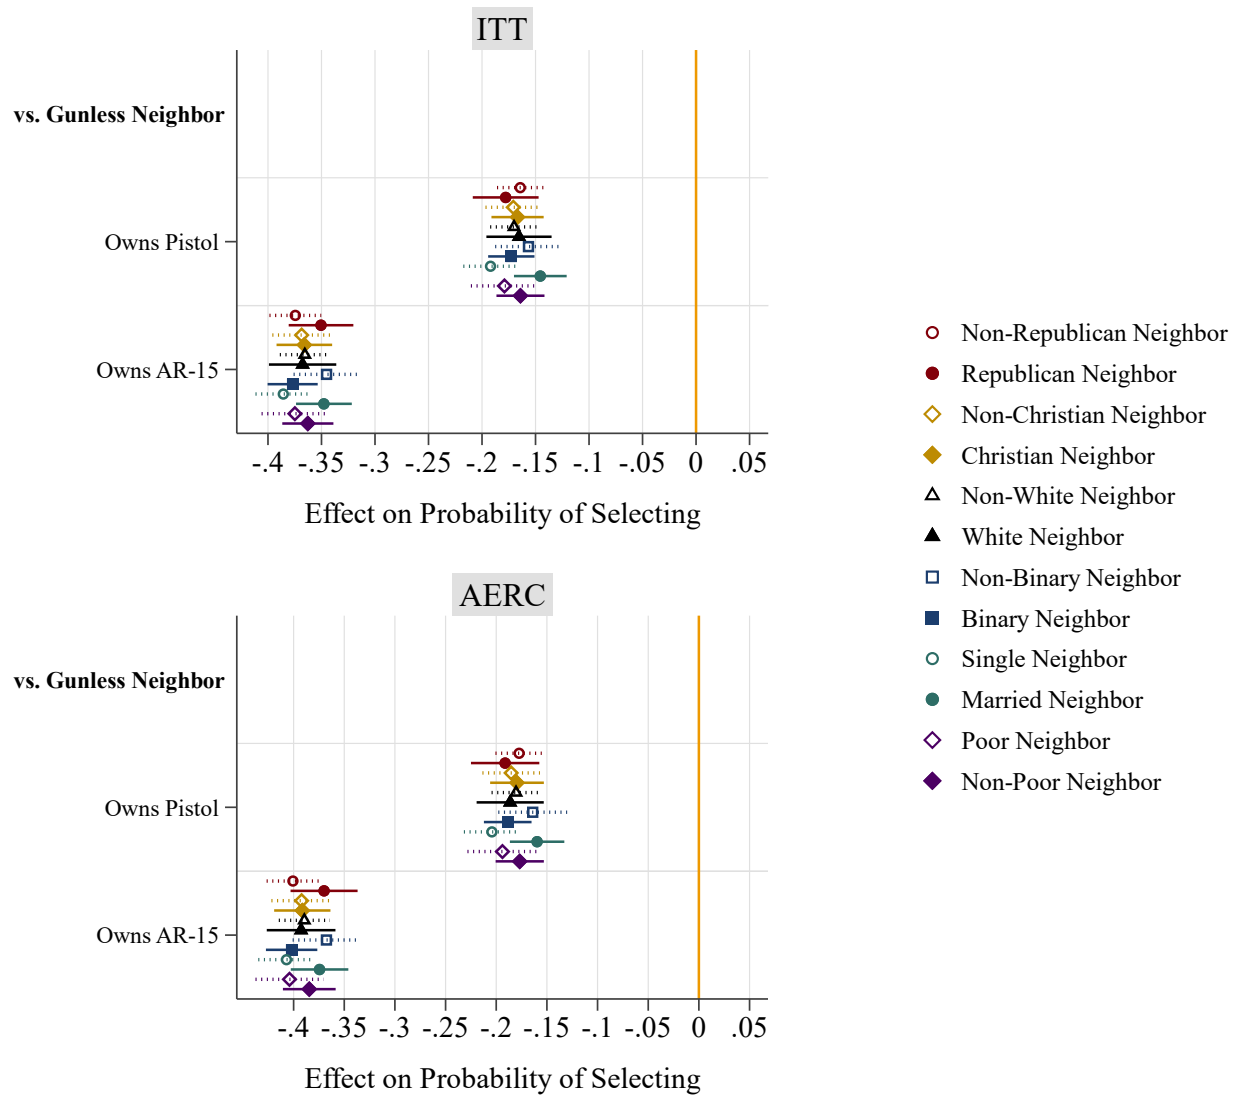 ITT
vs. Gunless Neighbor
Owns Pistol
Owns AR-15
-.4 -.35 -.3 -.25 -.2 -.15 -.1 -.05 0 .05
Effect on Probability of Selecting
Non-Republican Neighbor
Republican Neighbor
Non-Christian Neighbor
Christian Neighbor
Non-White Neighbor
White Neighbor
Non-Binary Neighbor
Binary Neighbor
Single Neighbor
Married Neighbor
Poor Neighbor
Non-Poor Neighbor
AERC
vs. Gunless Neighbor
Owns Pistol
Owns AR-15
-.4 -.35 -.3 -.25 -.2 -.15 -.1 -.05 0 .05
Effect on Probability of Selecting